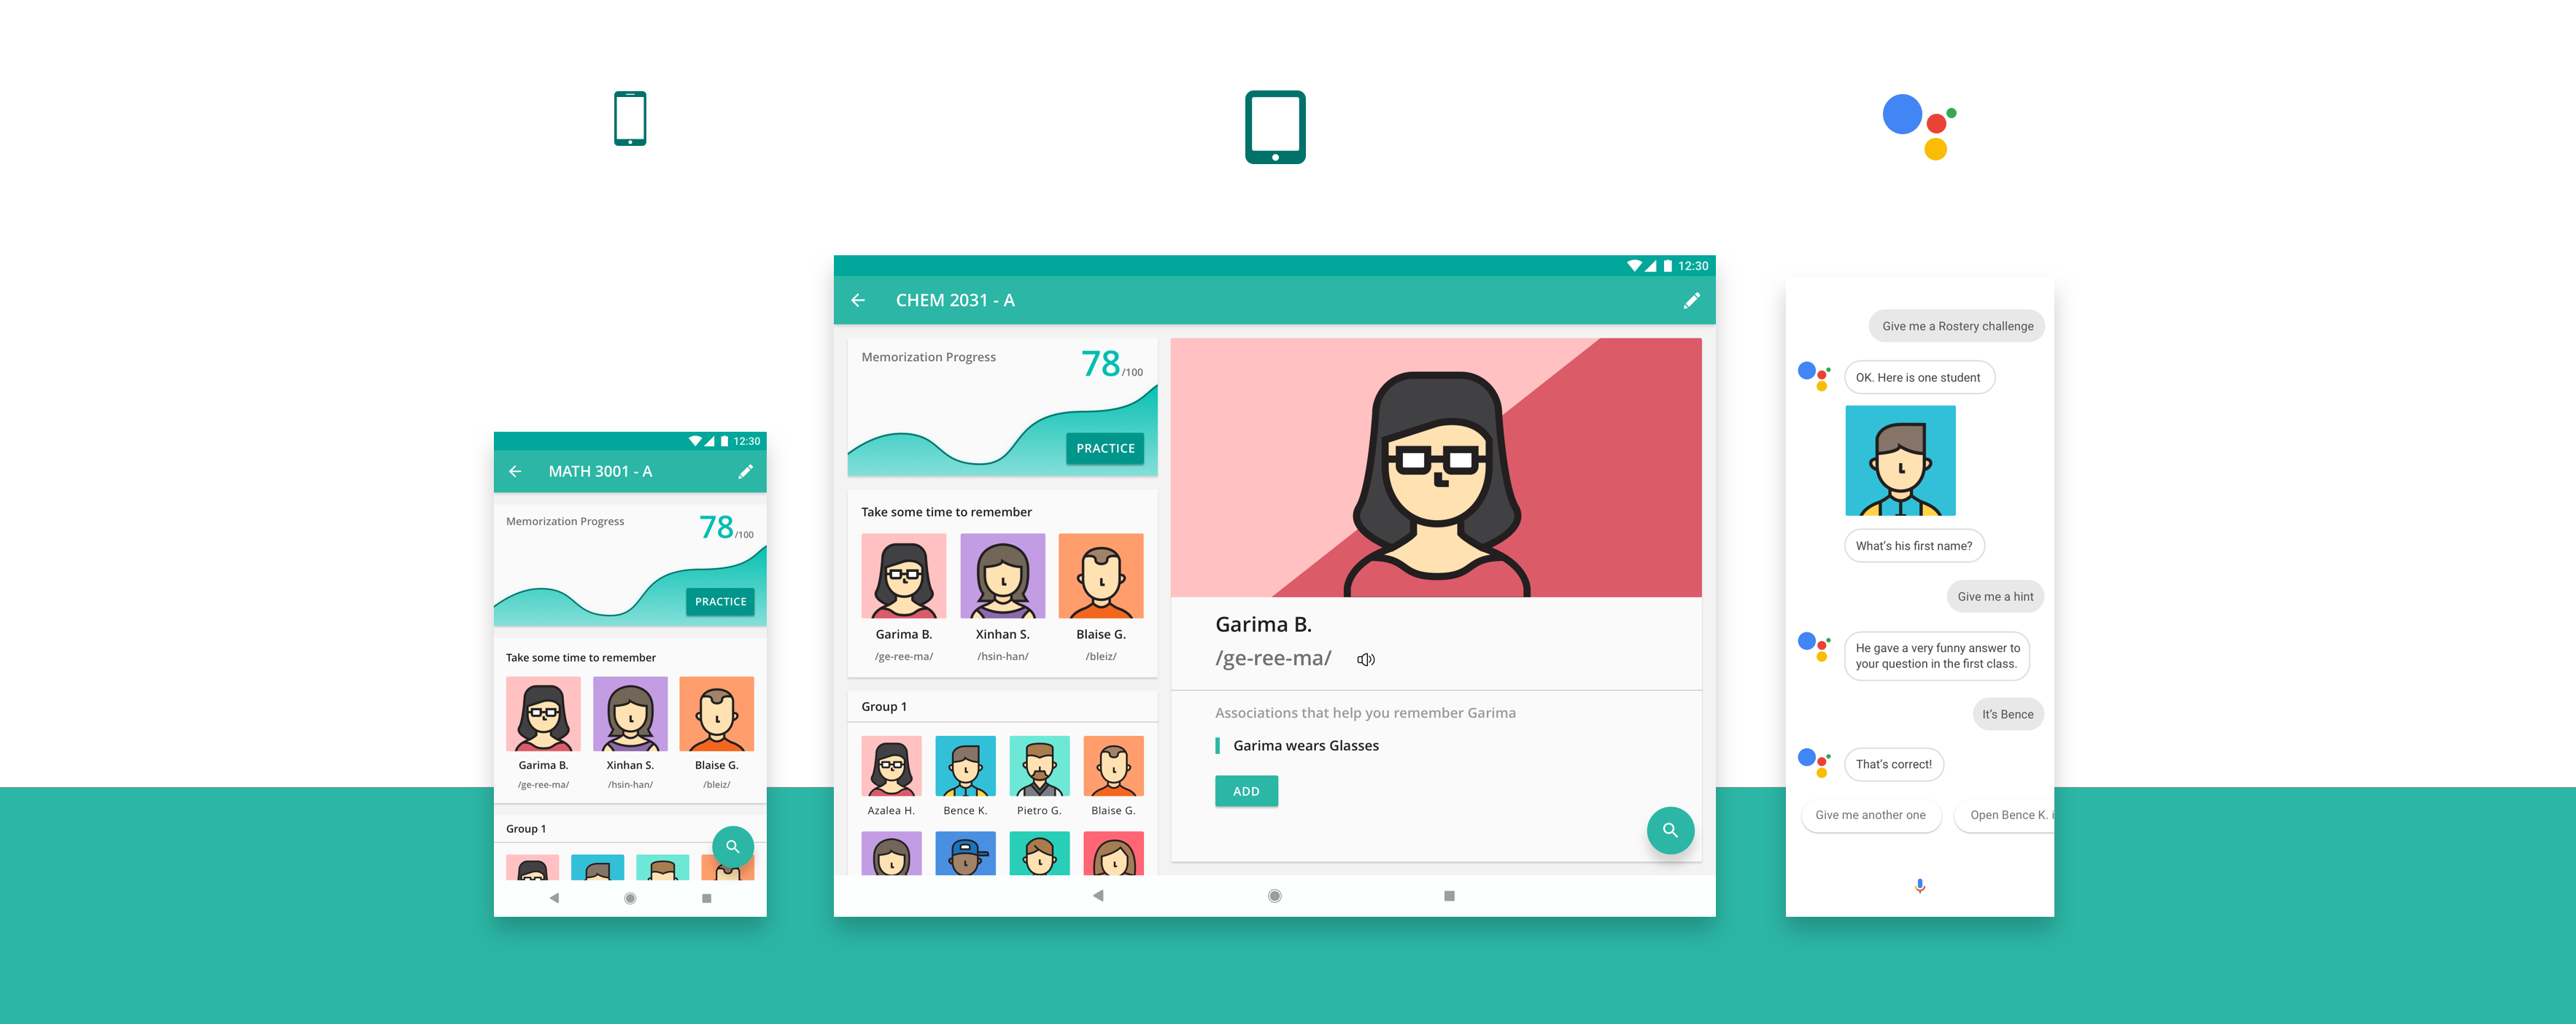 12:30
MATH 3001 - A
Memorization Progress
78/100
PRACTICE
Take some time to remember
Garima B.
Xinhan S.
Blaise G.
/ge-ree-ma/
/hsin-han/
/bleiz/
Group 1
12:30
CHEM 2031 - A
Memorization Progress
78/100
PRACTICE
Take some time to remember
Garima B.
Xinhan S.
Blaise G.
/ge-ree-ma/
/hsin-han/
/bleiz/
Group 1
Azalea H.
Bence K.
Pietro G.
Blaise G.
Garima B.
/ge-ree-ma/
Associations that help you remember Garima
Garima wears Glasses
ADD
Give me a Rostery challenge
OK. Here is one student
What's his first name?
Give me a hint
He gave a very funny answer to
your question in the first class.
It's Bence
That's correct!
Give me another one
Open Bence K.